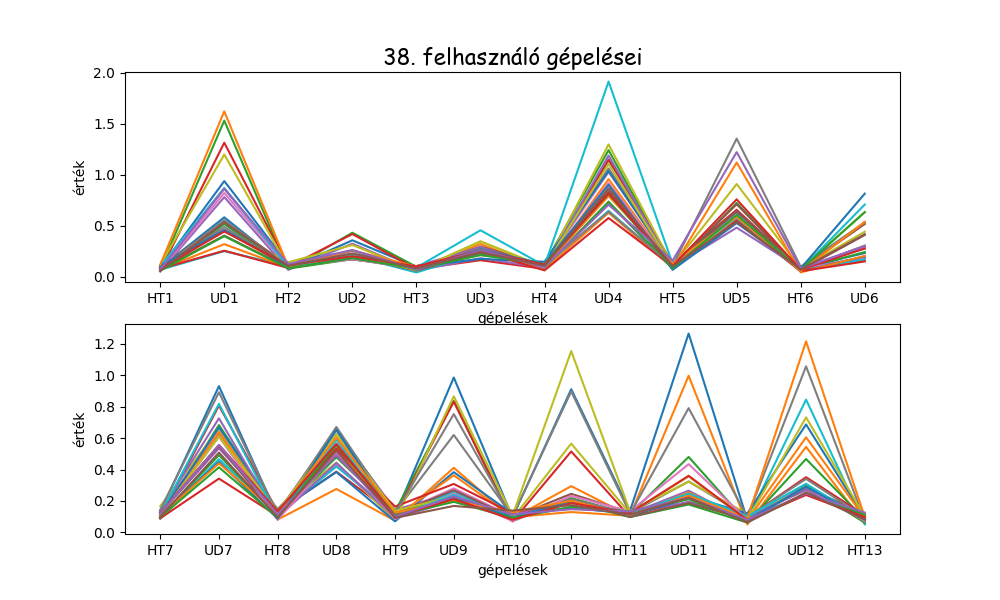 38. felhasználó gépelései
2.0
1.5
1.0
0.5
0.0
érték
HT1 UD1 HT2 UD2 HT3 UD3 HT4 UD4 HT5 UD5 HT6 UD6
gépelések
1.2
1.0
0.8
0.6
0.4
0.2
0.0
érték
HT7 UD7 HT8 UD8 HT9 UD9 HT10 UD10 HT11 UD11 HT12 UD12 HT13
gépelések